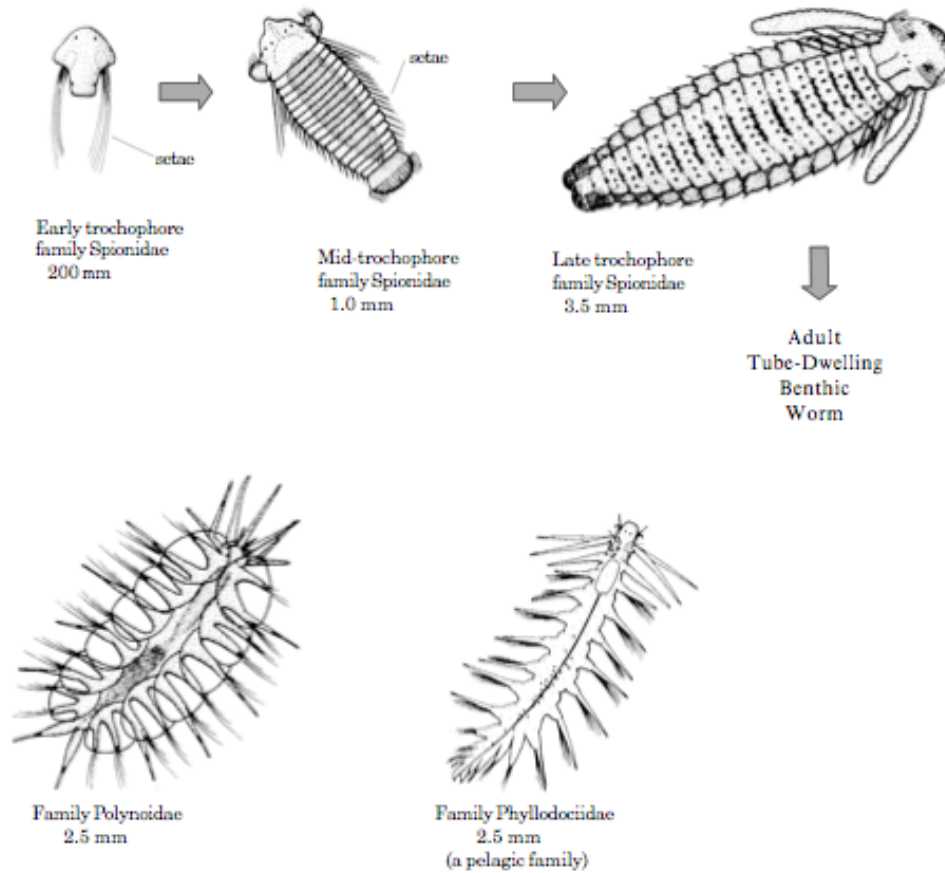 setae
setae
Early trochophore
family Spionidae
200 mm
Mid-trochophore
family Spionidae
1.0 mm
Late trochophore
family Spionidae
3.5 mm
Adult
Tube-Dwelling
Benthic
Worm
Family Polynoidae
2.5 mm
Family Phyllodociidae
2.5 mm
(a pelagic family)